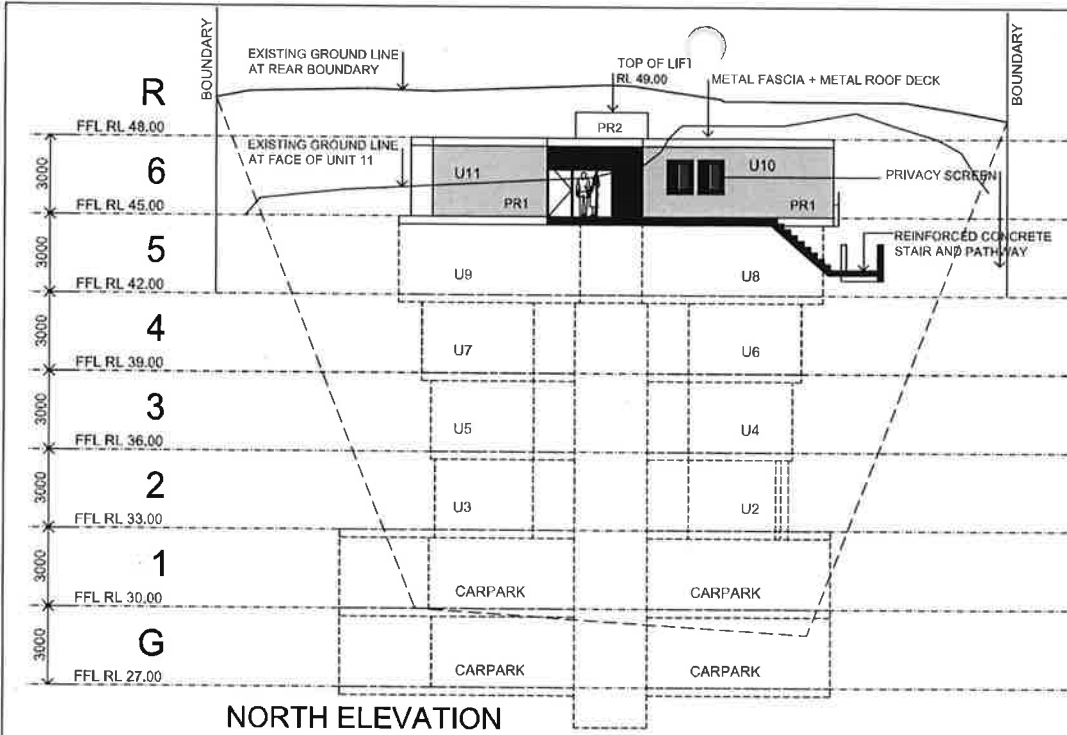 BOUNDARY
BOUNDARY
EXISTING GROUND LINE
AT REAR BOUNDARY
TOP OF LIFT
RL 49.00
METAL FASCIA + METAL ROOF DECK
R
FFL RL 48.00
PR2
EXISTING GROUND LINE
AT FACE OF UNIT 11
3000
6
U11
U10
PRIVACY SCREEN
PR1
PR1
FFL RL 45.00
3000
5
REINFORCED CONCRETE
STAIR AND PATHWAY
U9
U8
FFL RL 42.00
3000
4
U7
U6
FFL RL 39.00
3000
3
U5
U4
FFL RL 36.00
3000
2
U3
U2
FFL RL 33.00
3000
1
CARPARK
CARPARK
FFL RL 30.00
3000
G
CARPARK
CARPARK
FFL RL 27.00
NORTH ELEVATION